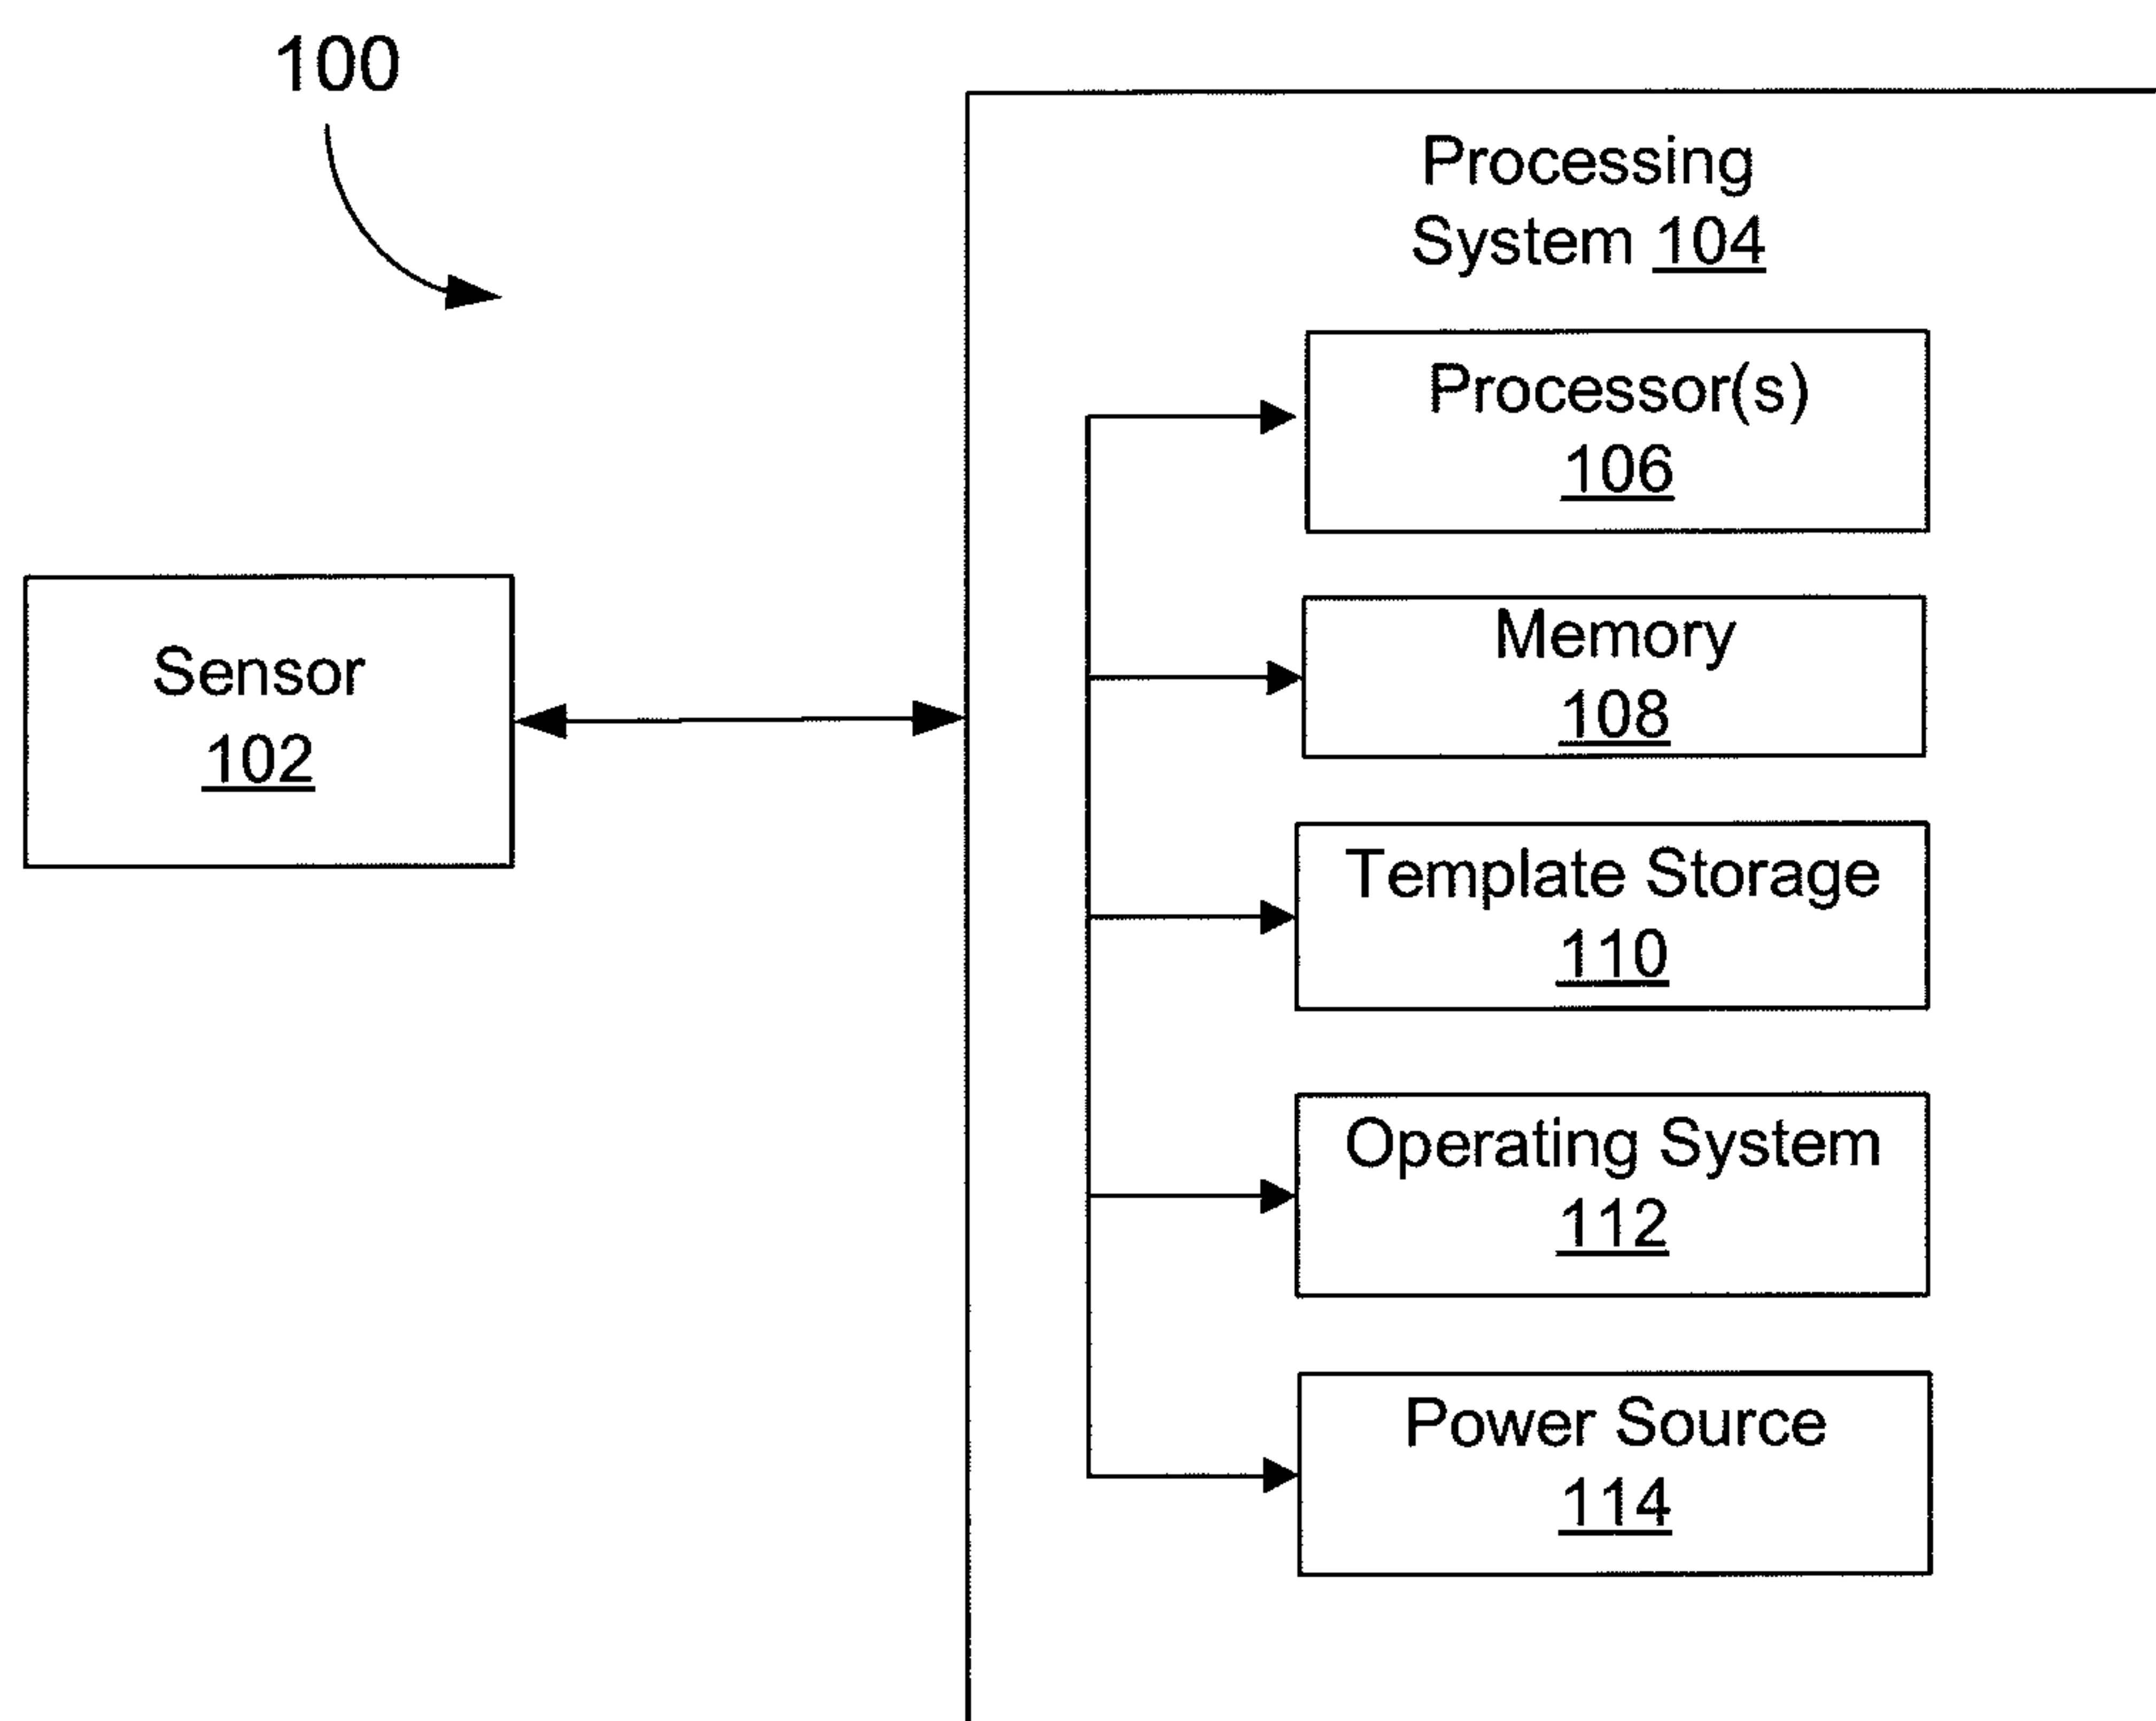 100
Processing
System 104
Processor(s)
106
Memory
108
Sensor
102
Template Storage
110
Operating System
112
Power Source
114